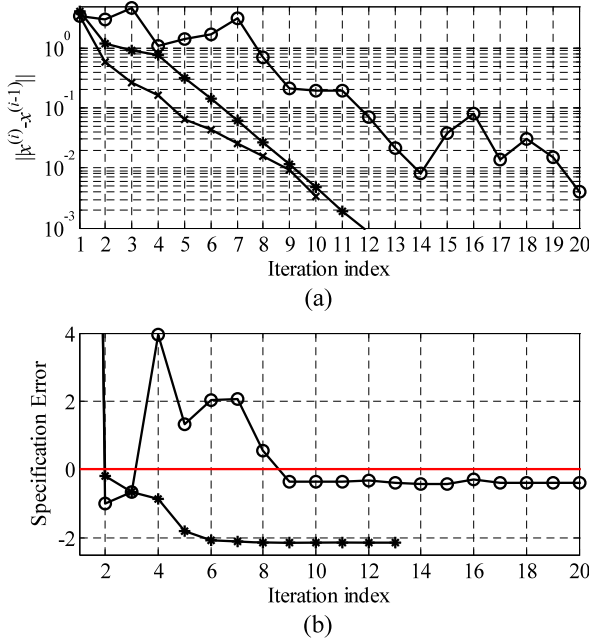 ||x^(i)-x^(i-1)||
10^0
10^-1
10^-2
10^-3
1 2 3 4 5 6 7 8 9 10 11 12 13 14 15 16 17 18 19 20
Iteration index
(a)
Specification Error
4
2
0
-2
2 4 6 8 10 12 14 16 18 20
Iteration index
(b)